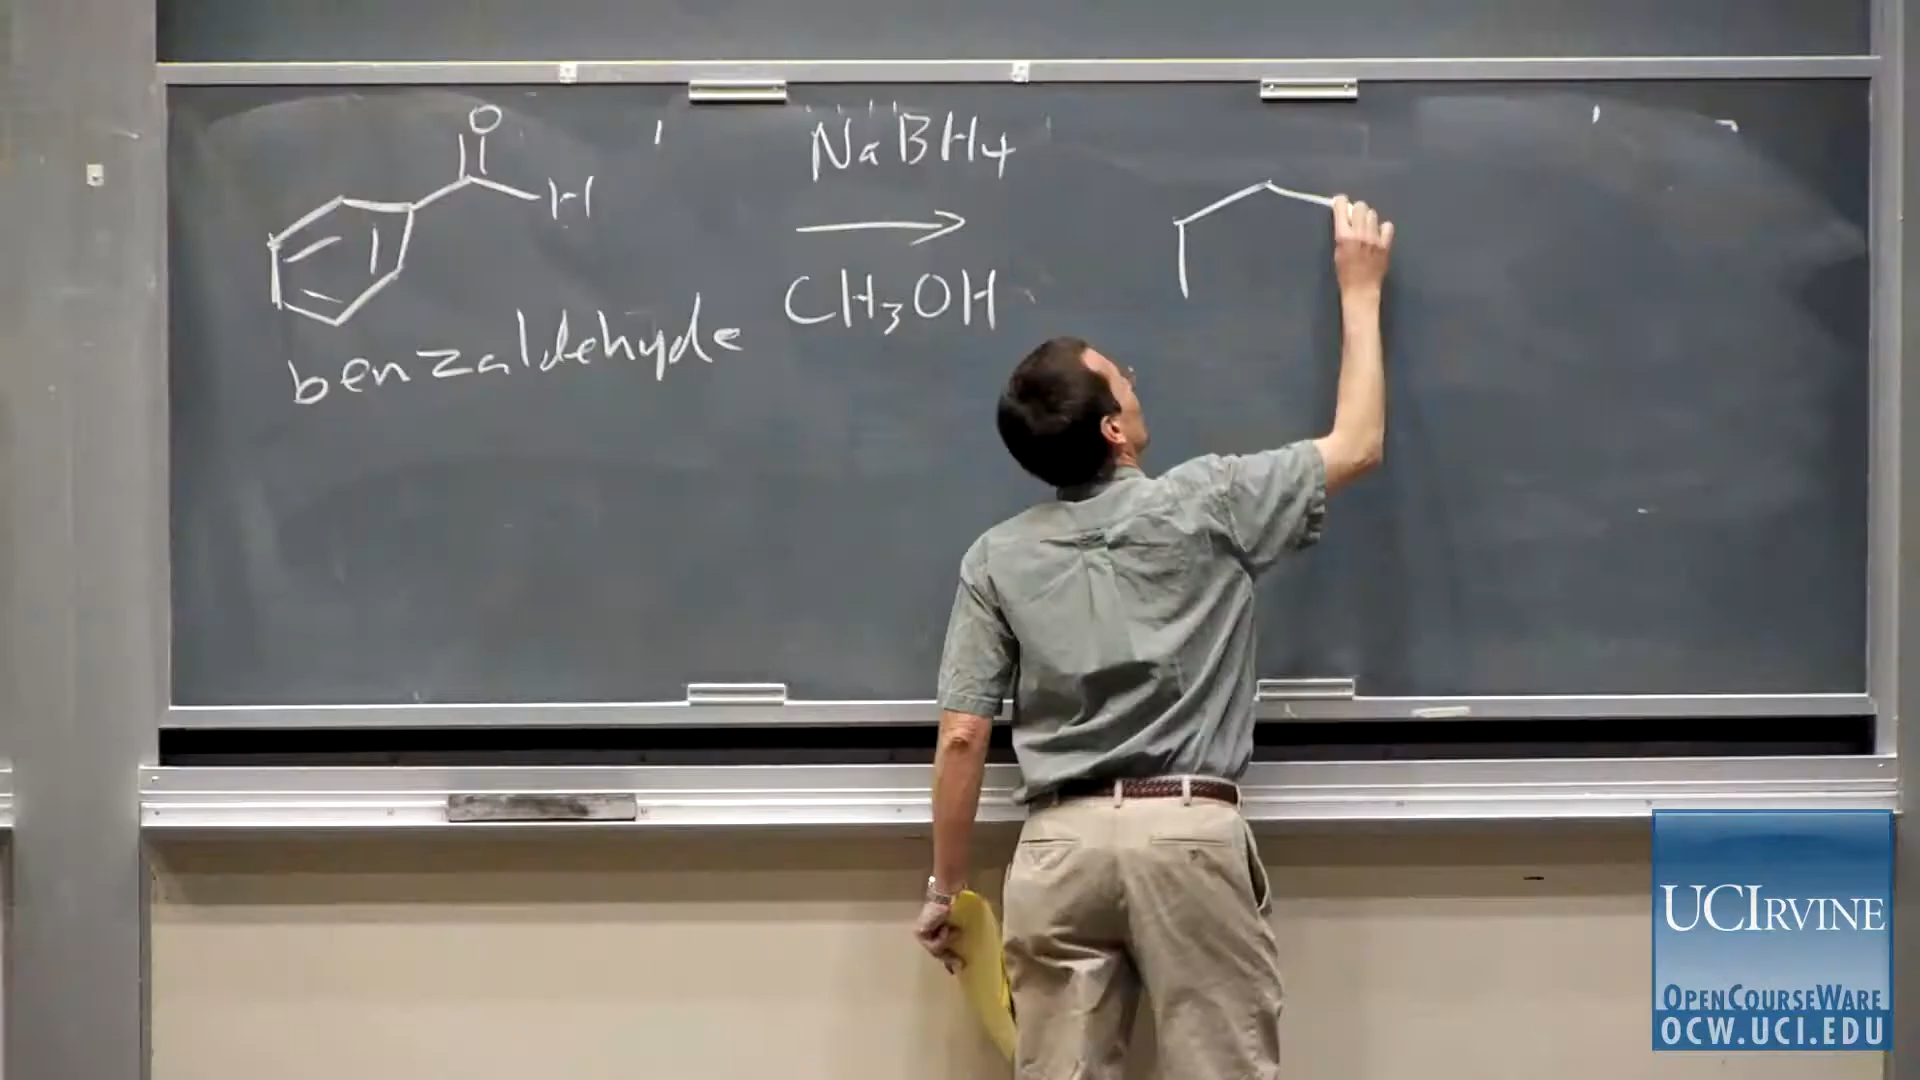 O
H
benzaldehyde
NaBH4
CH3OH
UCIRVINE
OPENCOURSEWARE
OCW.UCI.EDU